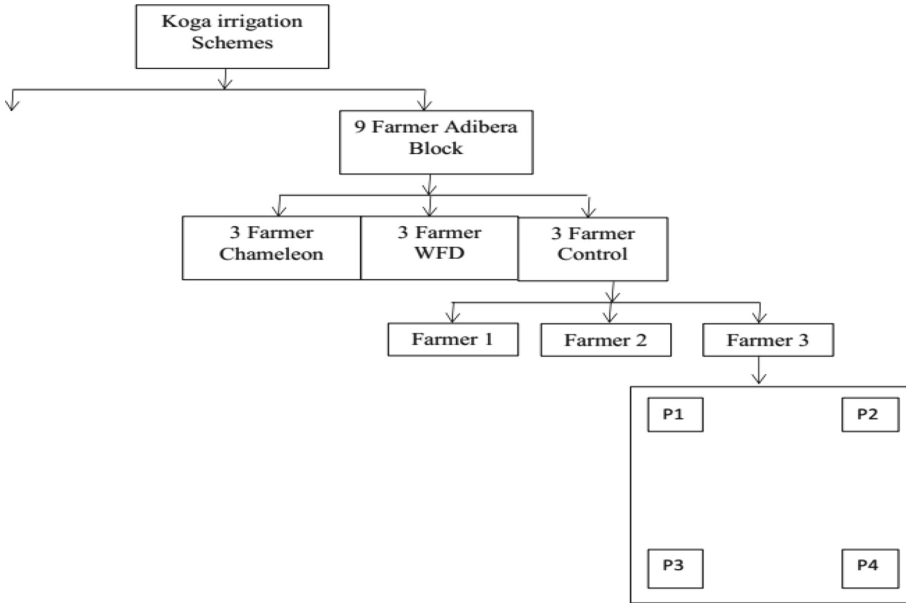 Koga irrigation
Schemes
9 Farmer Adibera
Block
3 Farmer
Chameleon
3 Farmer
WFD
3 Farmer
Control
Farmer 1
Farmer 2
Farmer 3
P1
P2
P3
P4